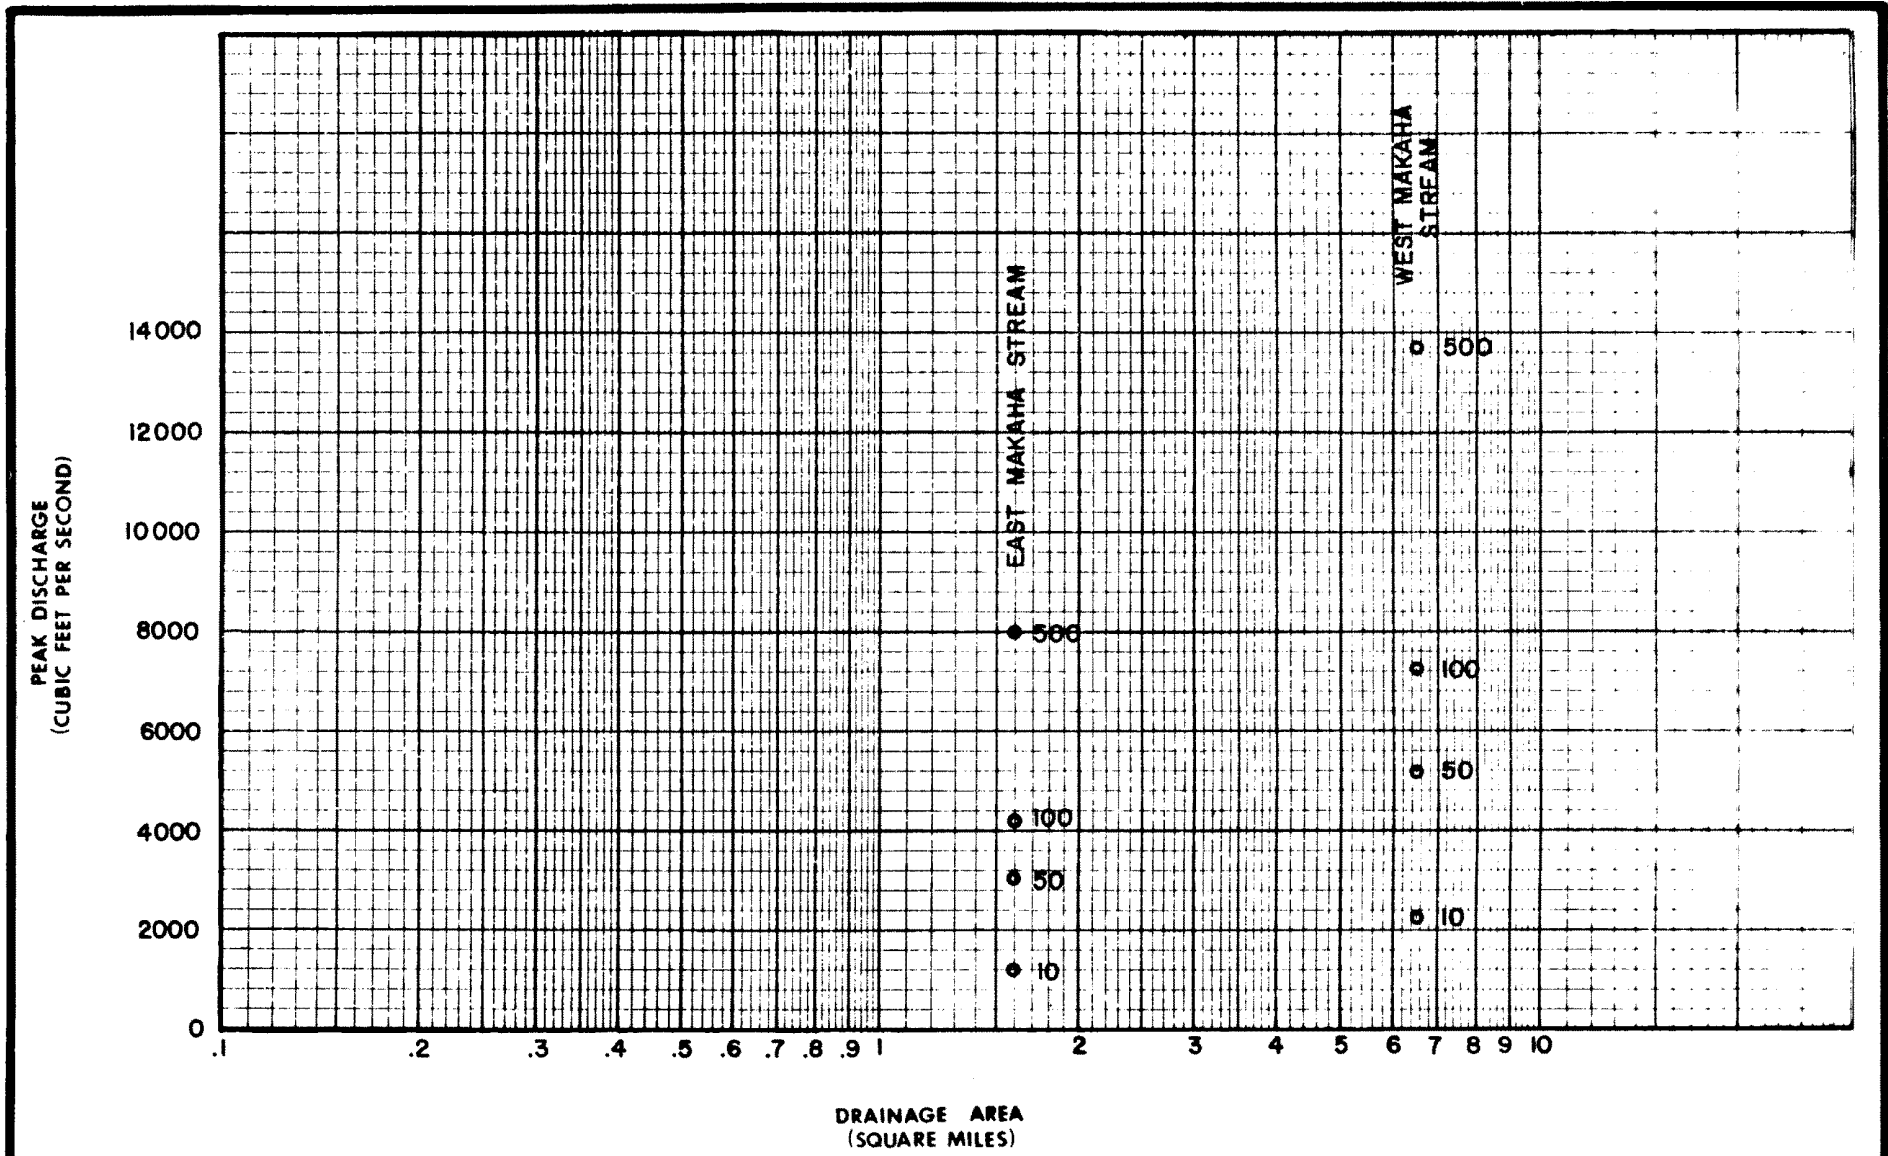 WEST MAKAHA
STREAM
EAST MAKAHA STREAM
14000
12000
10000
8000
6000
4000
2000
0
PEAK DISCHARGE
(CUBIC FEET PER SECOND)
500
100
50
10
500
100
50
10
.1 .2 .3 .4 .5 .6 .7 .8 .9 1 2 3 4 5 6 7 8 9 10
DRAINAGE AREA
(SQUARE MILES)